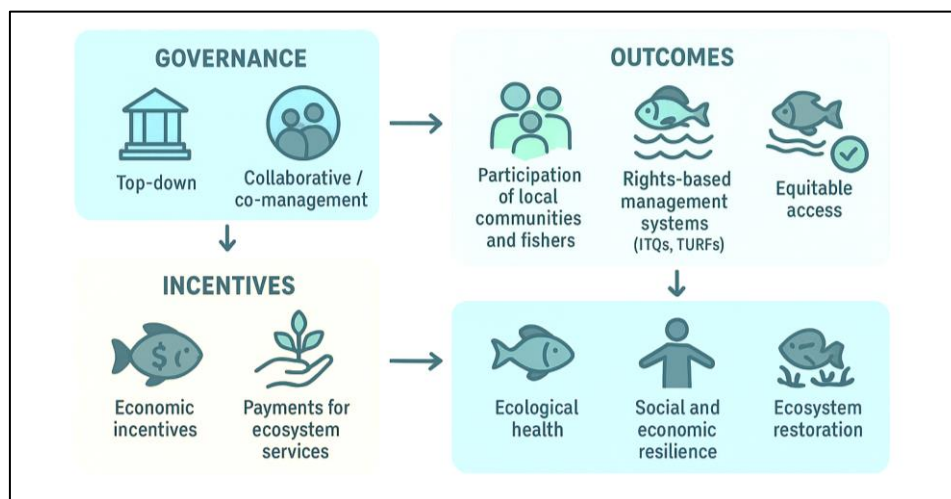 GOVERNANCE
Top-down
Collaborative /
co-management
OUTCOMES
Participation
of local
communities
and fishers
Rights-based
management
systems
(ITQs, TURFs)
Equitable
access
INCENTIVES
$
Economic
incentives
Payments for
ecosystem
services
Ecological
health
Social and
economic
resilience
Ecosystem
restoration